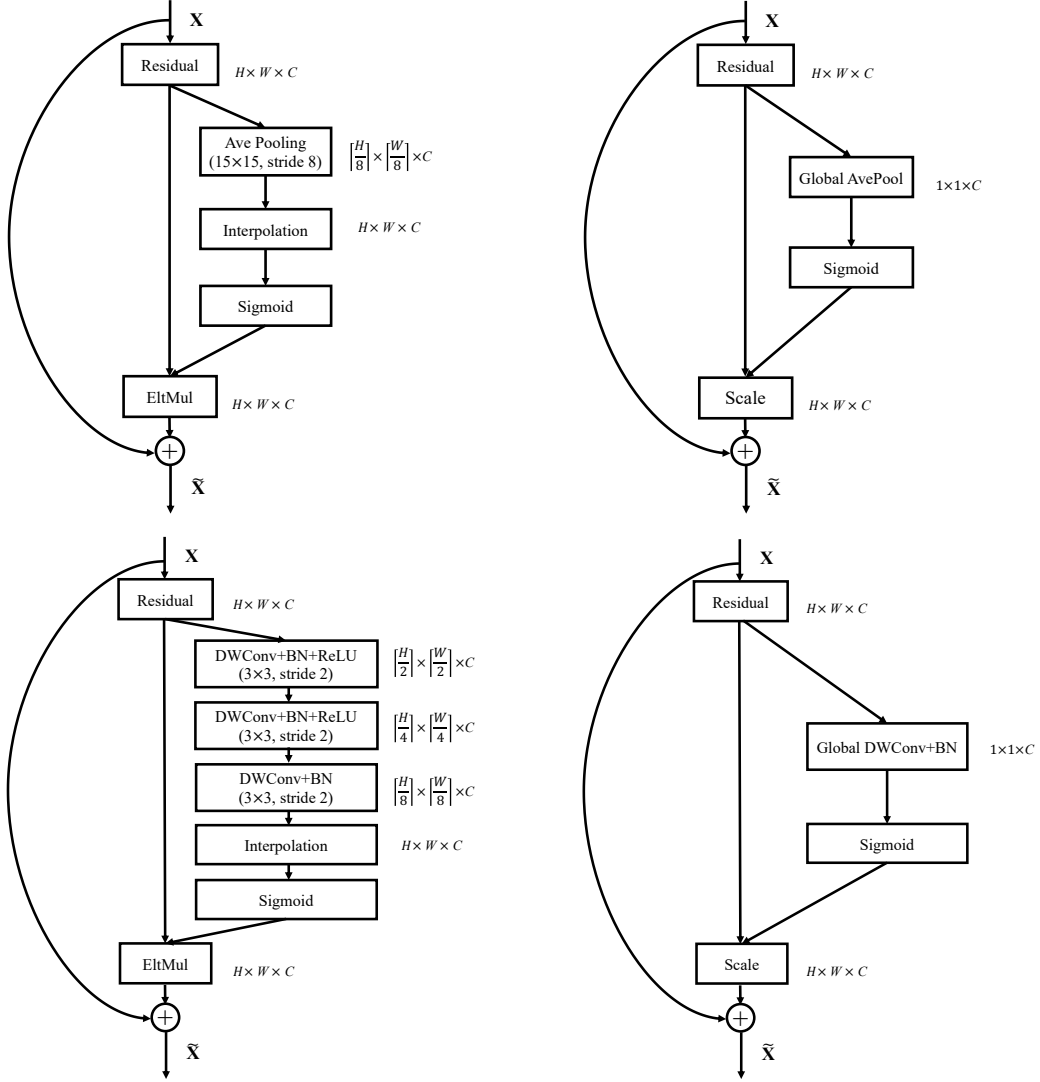 X
Residual
H × W × C
Ave Pooling
(15×15, stride 8)
⌈H/8⌉×⌈W/8⌉×C
Interpolation
H × W × C
Sigmoid
EltMul
H × W × C
+
X̃
X
Residual
H × W × C
Global AvePool
1×1×C
Sigmoid
Scale
H × W × C
+
X̃
X
Residual
H × W × C
DWConv+BN+ReLU
(3×3, stride 2)
⌈H/2⌉×⌈W/2⌉×C
DWConv+BN+ReLU
(3×3, stride 2)
⌈H/4⌉×⌈W/4⌉×C
DWConv+BN
(3×3, stride 2)
⌈H/8⌉×⌈W/8⌉×C
Interpolation
H × W × C
Sigmoid
EltMul
H × W × C
+
X̃
X
Residual
H × W × C
Global DWConv+BN
1×1×C
Sigmoid
Scale
H × W × C
+
X̃